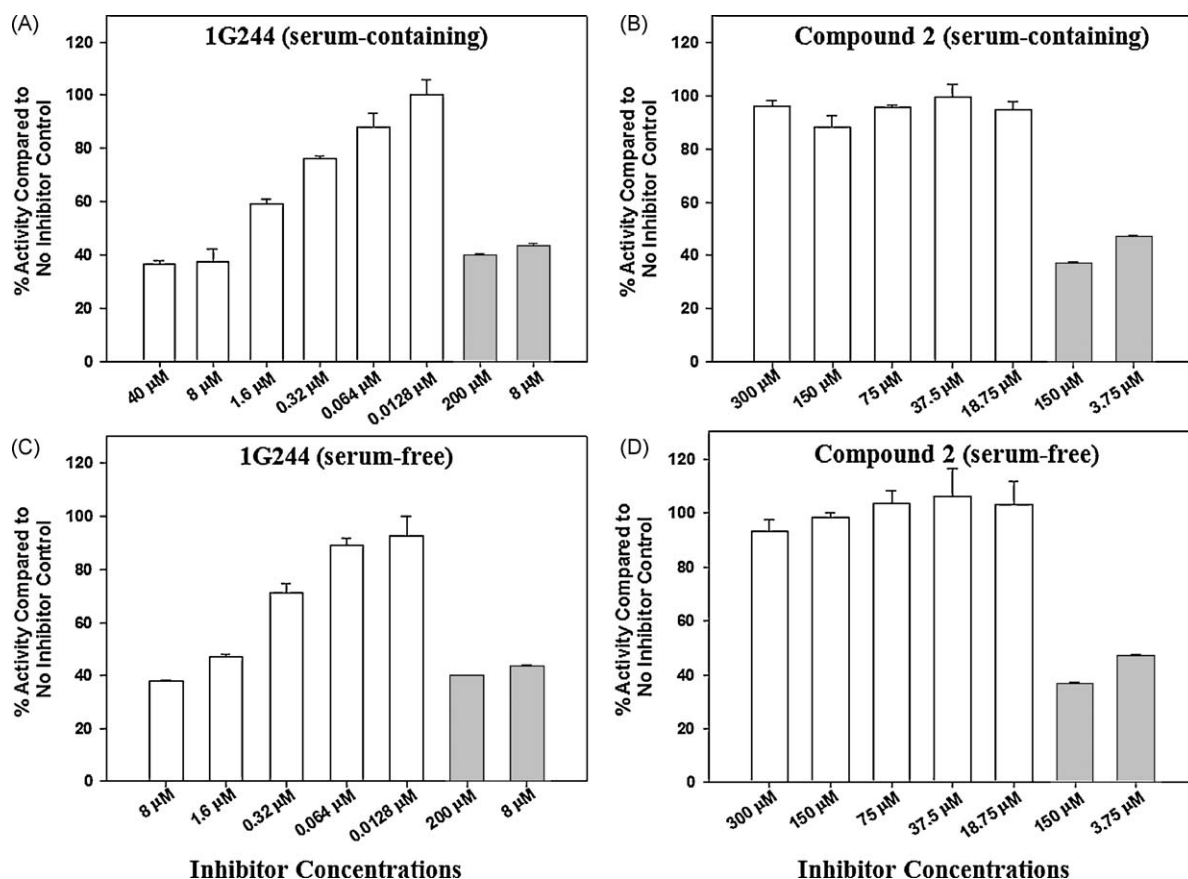 (A)
1G244 (serum-containing)
% Activity Compared to
No Inhibitor Control
120
100
80
60
40
20
0
40 µM
8 µM
1.6 µM
0.32 µM
0.064 µM
0.0128 µM
200 µM
8 µM
(B)
Compound 2 (serum-containing)
% Activity Compared to
No Inhibitor Control
120
100
80
60
40
20
0
300 µM
150 µM
75 µM
37.5 µM
18.75 µM
150 µM
3.75 µM
(C)
1G244 (serum-free)
% Activity Compared to
No Inhibitor Control
120
100
80
60
40
20
0
8 µM
1.6 µM
0.32 µM
0.064 µM
0.0128 µM
200 µM
8 µM
Inhibitor Concentrations
(D)
Compound 2 (serum-free)
% Activity Compared to
No Inhibitor Control
120
100
80
60
40
20
0
300 µM
150 µM
75 µM
37.5 µM
18.75 µM
150 µM
3.75 µM
Inhibitor Concentrations